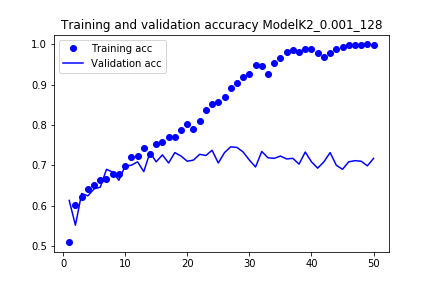 Training and validation accuracy ModelK2_0.001_128
Training acc
Validation acc
1.0
0.9
0.8
0.7
0.6
0.5
0 10 20 30 40 50